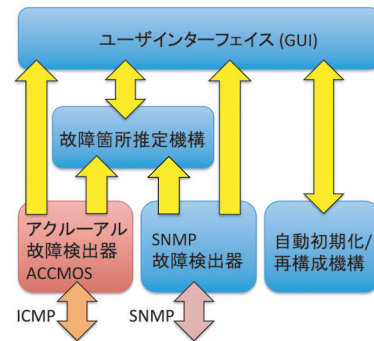 ユーザインターフェイス (GUI)
故障箇所推定機構
アクルーアル
故障検出器
ACCMOS
SNMP
故障検出器
自動初期化/
再構成機構
ICMP
SNMP